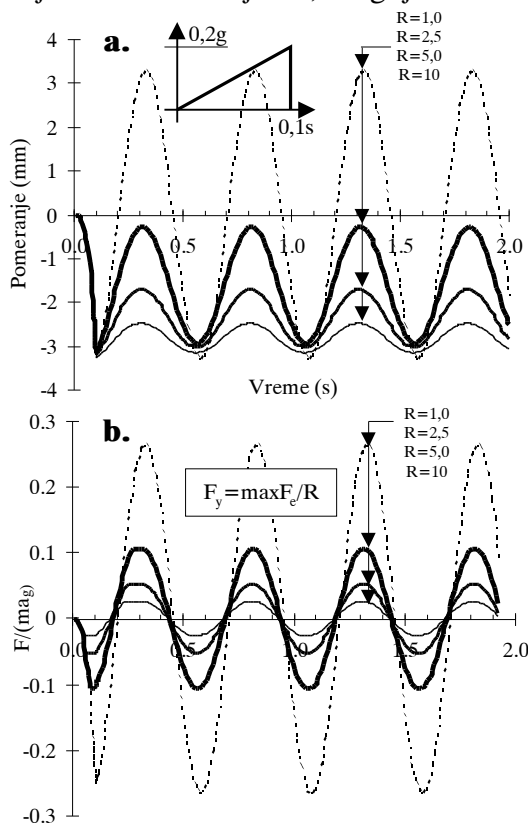 a.
0,2g
0,1s
R=1,0
R=2,5
R=5,0
R=10
Pomeranje (mm)
4
3
2
1
0
-1
-2
-3
-4
0.0
0.5
1.0
1.5
2.0
Vreme (s)
b.
R=1,0
R=2,5
R=5,0
R=10
Fy=maxFe/R
F/(mag)
0.3
0.2
0.1
0
-0.1
-0.2
-0.3
0.0
0.5
1.0
1.5
2.0